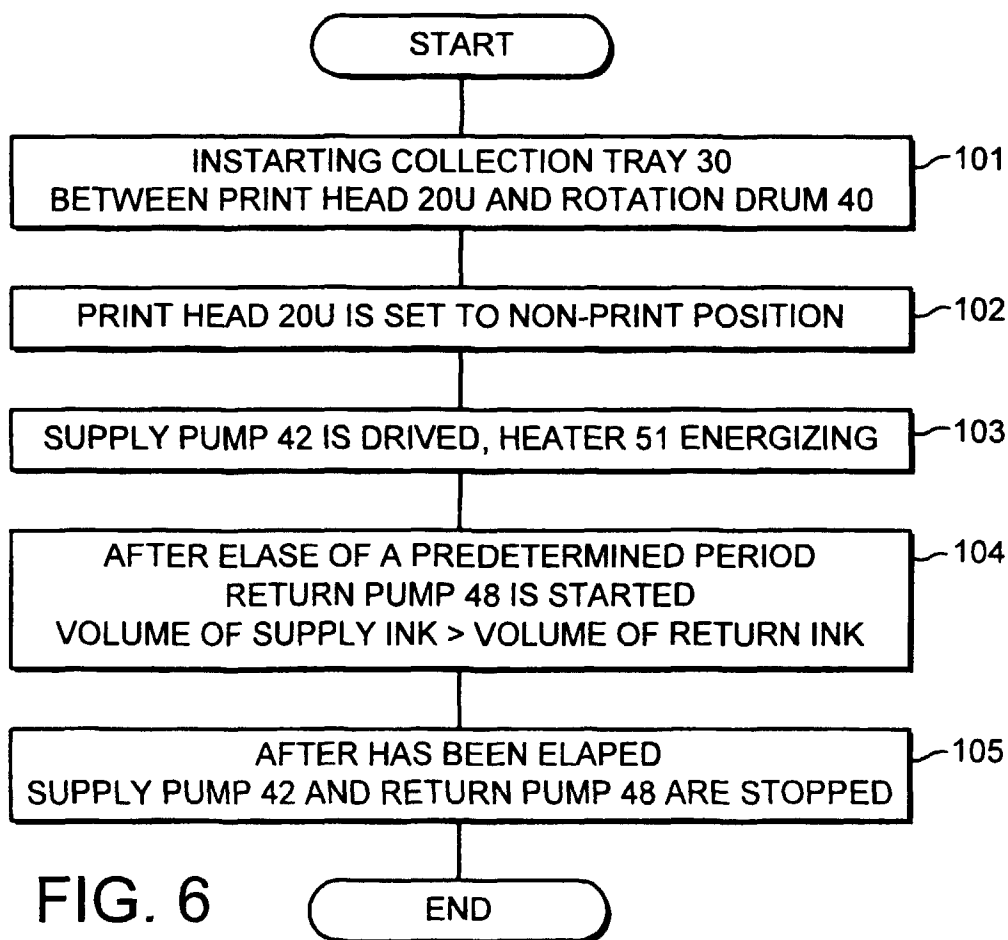 START
INSTARTING COLLECTION TRAY 30
BETWEEN PRINT HEAD 20U AND ROTATION DRUM 40
101
PRINT HEAD 20U IS SET TO NON-PRINT POSITION
102
SUPPLY PUMP 42 IS DRIVED, HEATER 51 ENERGIZING
103
AFTER ELASE OF A PREDETERMINED PERIOD
RETURN PUMP 48 IS STARTED
VOLUME OF SUPPLY INK > VOLUME OF RETURN INK
104
AFTER HAS BEEN ELAPED
SUPPLY PUMP 42 AND RETURN PUMP 48 ARE STOPPED
105
FIG. 6
END